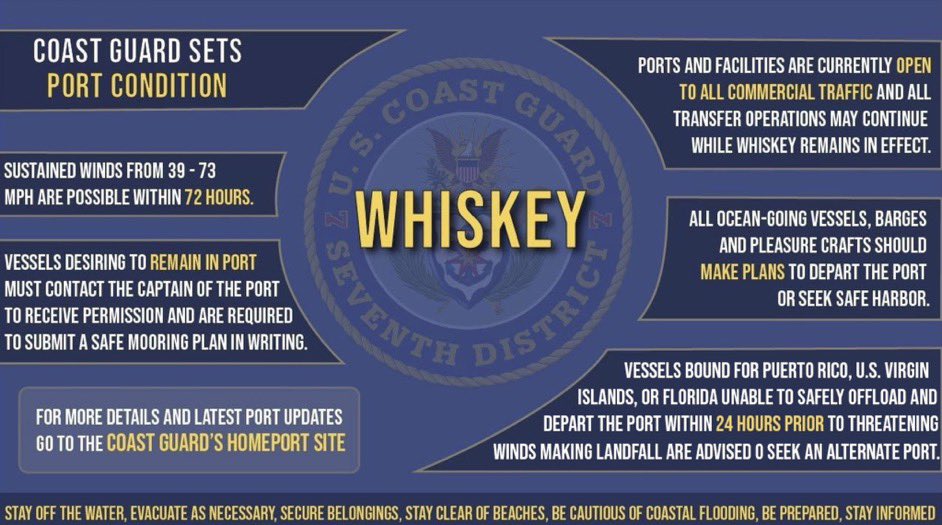 COAST GUARD SETS
PORT CONDITION
SUSTAINED WINDS FROM 39 - 73
MPH ARE POSSIBLE WITHIN 72 HOURS.
VESSELS DESIRING TO REMAIN IN PORT
MUST CONTACT THE CAPTAIN OF THE PORT
TO RECEIVE PERMISSION AND ARE REQUIRED
TO SUBMIT A SAFE MOORING PLAN IN WRITING.
FOR MORE DETAILS AND LATEST PORT UPDATES
GO TO THE COAST GUARD'S HOMEPORT SITE
U.S. COAST GUARD
WHISKEY
SEVENTH DISTRICT
PORTS AND FACILITIES ARE CURRENTLY OPEN
TO ALL COMMERCIAL TRAFFIC AND ALL
TRANSFER OPERATIONS MAY CONTINUE
WHILE WHISKEY REMAINS IN EFFECT.
ALL OCEAN-GOING VESSELS, BARGES
AND PLEASURE CRAFTS SHOULD
MAKE PLANS TO DEPART THE PORT
OR SEEK SAFE HARBOR.
VESSELS BOUND FOR PUERTO RICO, U.S. VIRGIN
ISLANDS, OR FLORIDA UNABLE TO SAFELY OFFLOAD AND
DEPART THE PORT WITHIN 24 HOURS PRIOR TO THREATENING
WINDS MAKING LANDFALL ARE ADVISED O SEEK AN ALTERNATE PORT.
STAY OFF THE WATER, EVACUATE AS NECESSARY, SECURE BELONGINGS, STAY CLEAR OF BEACHES, BE CAUTIOUS OF COASTAL FLOODING, BE PREPARED, STAY INFORMED